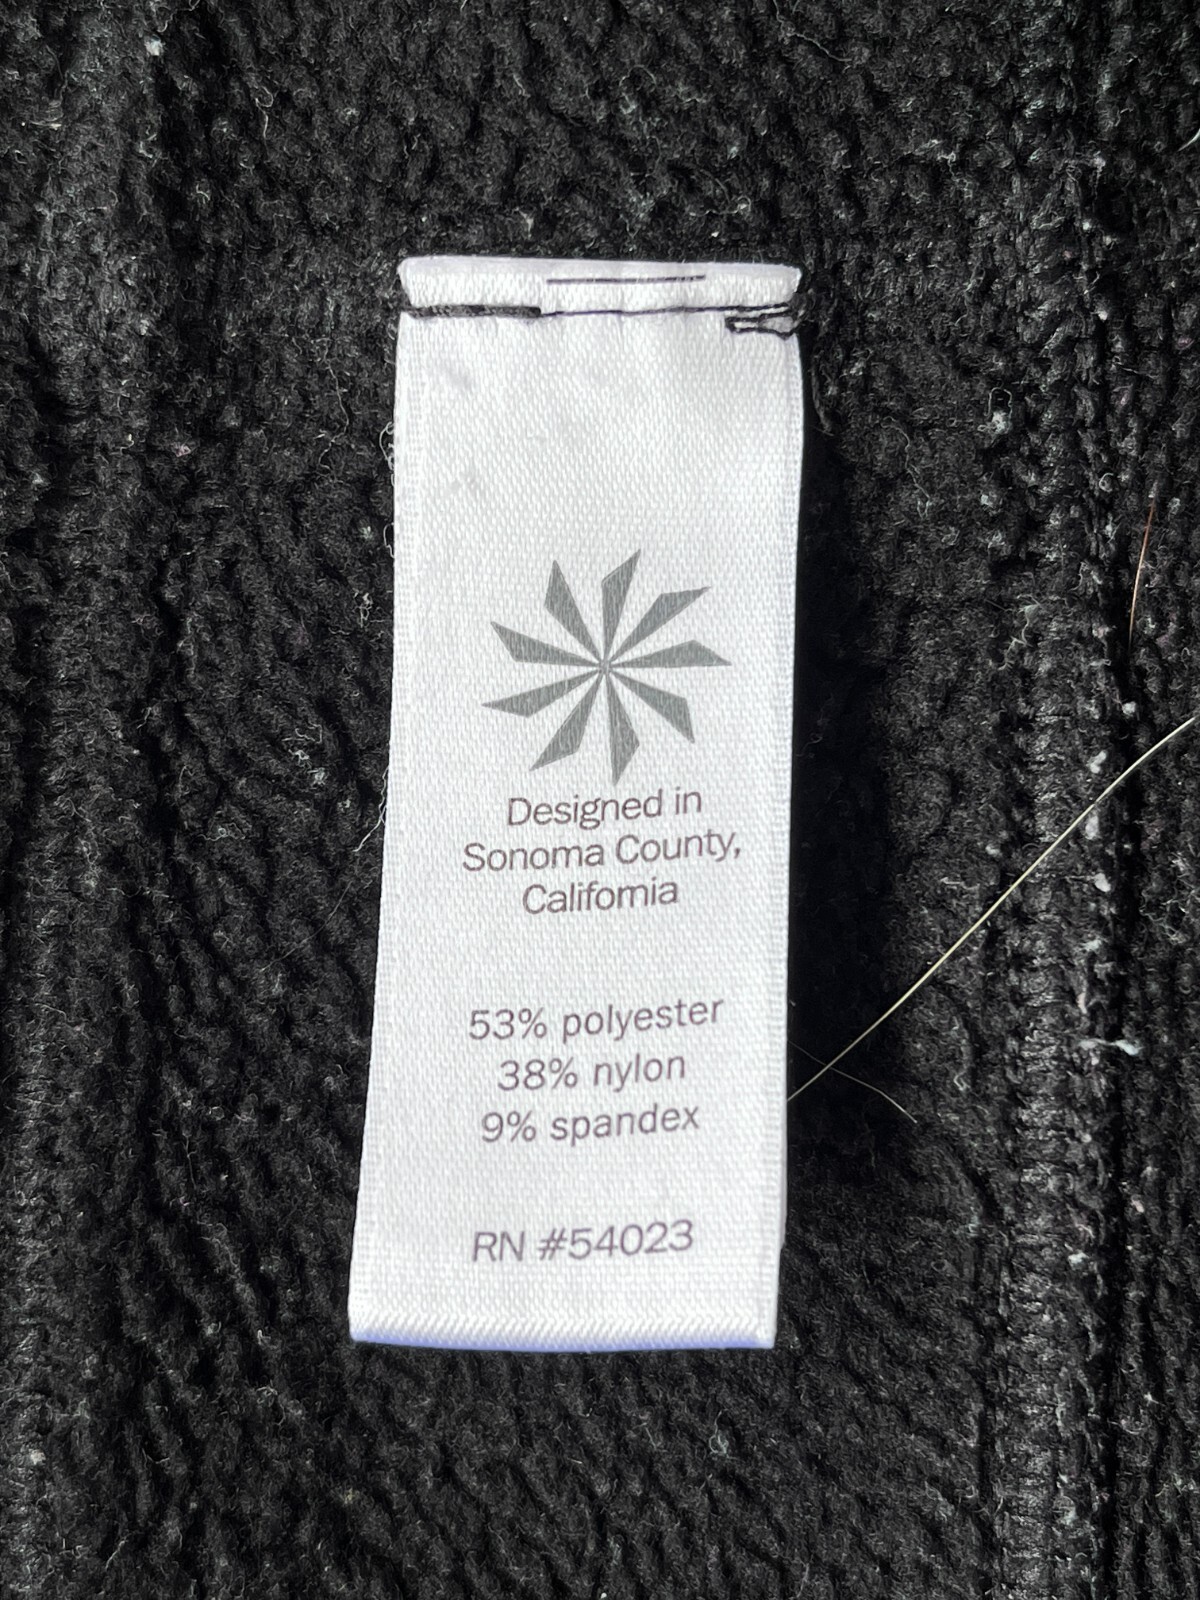 Designed in
Sonoma County,
California
53% polyester
38% nylon
9% spandex
RN #54023